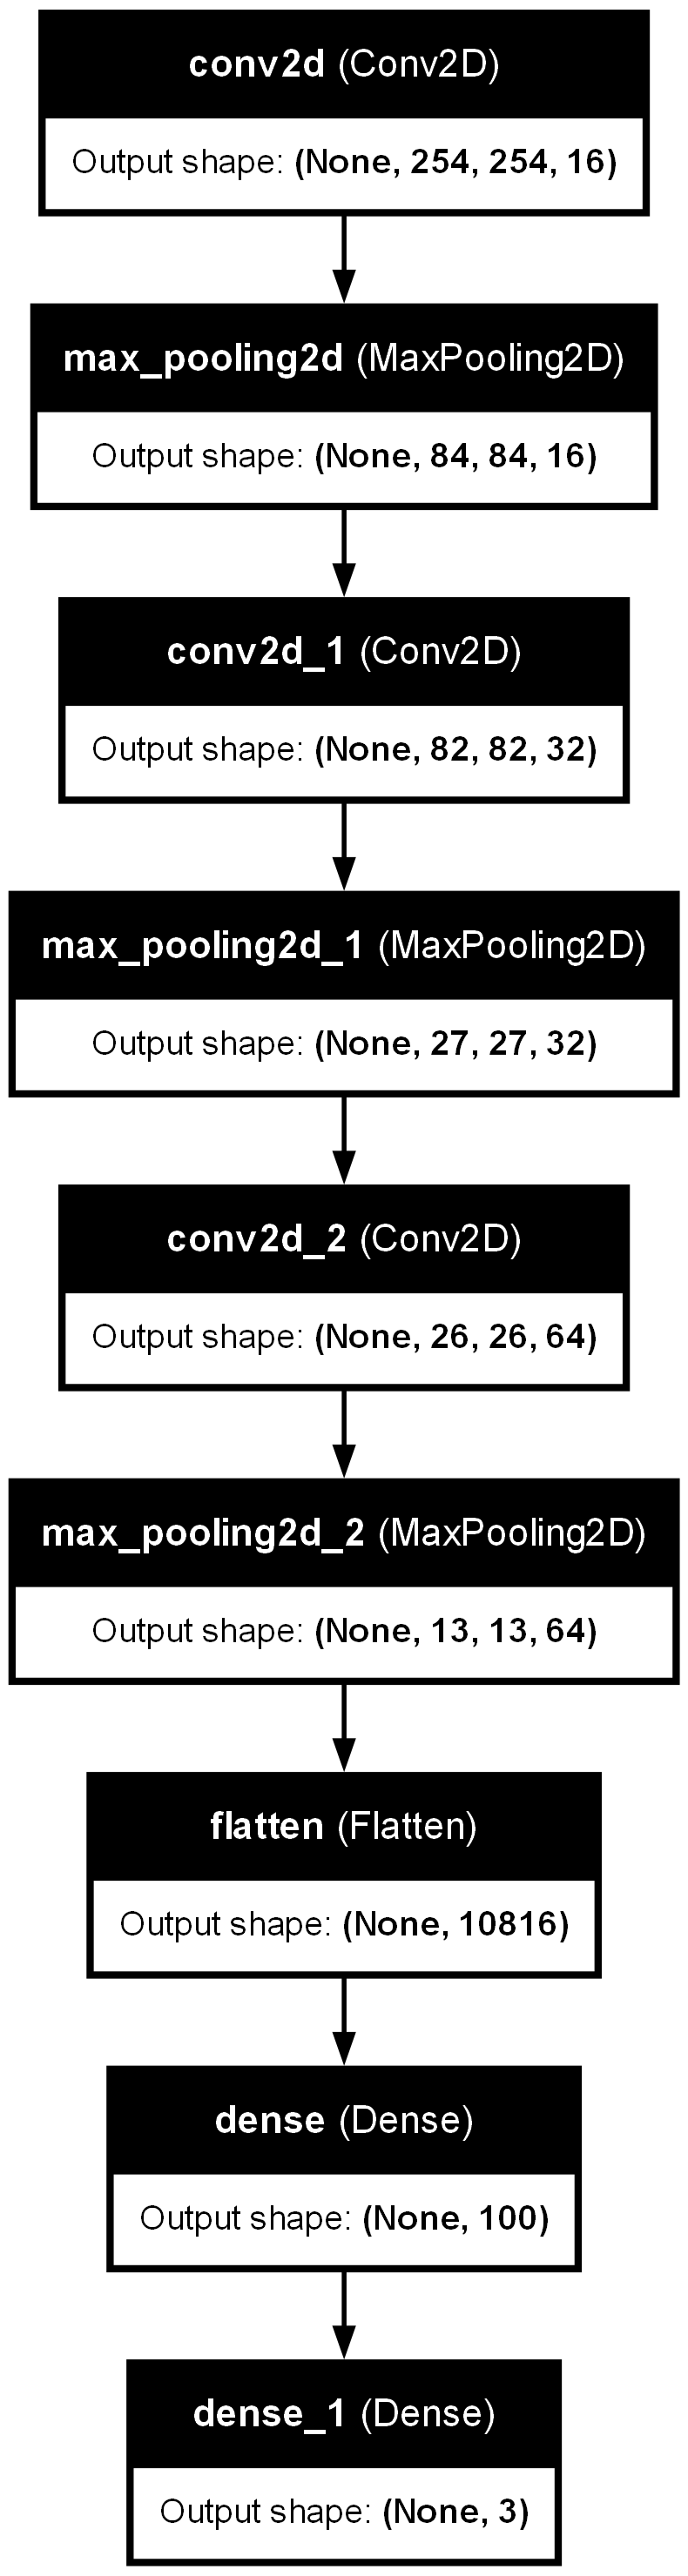 conv2d (Conv2D)
Output shape: (None, 254, 254, 16)
max_pooling2d (MaxPooling2D)
Output shape: (None, 84, 84, 16)
conv2d_1 (Conv2D)
Output shape: (None, 82, 82, 32)
max_pooling2d_1 (MaxPooling2D)
Output shape: (None, 27, 27, 32)
conv2d_2 (Conv2D)
Output shape: (None, 26, 26, 64)
max_pooling2d_2 (MaxPooling2D)
Output shape: (None, 13, 13, 64)
flatten (Flatten)
Output shape: (None, 10816)
dense (Dense)
Output shape: (None, 100)
dense_1 (Dense)
Output shape: (None, 3)